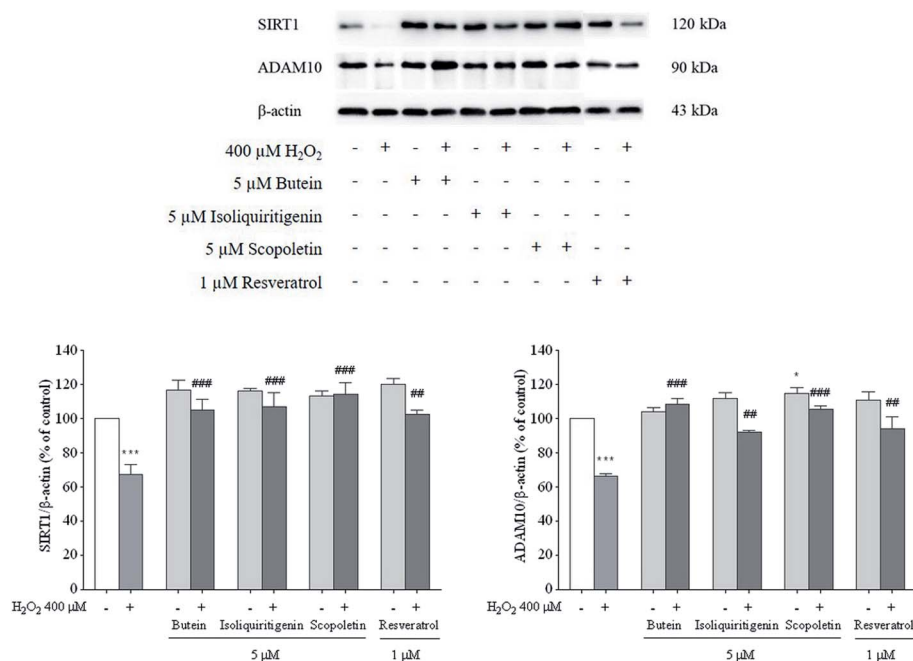 SIRT1 120 kDa
ADAM10 90 kDa
β-actin 43 kDa
400 µM H₂O₂ - + - + - + - + - +
5 µM Butein - - + + - - - - - -
5 µM Isoliquiritigenin - - - - + + - - - -
5 µM Scopoletin - - - - - - + + - -
1 µM Resveratrol - - - - - - - - + +
SIRT1/β-actin (% of control)
140
120
100
80
60
40
20
0
***
###
###
###
##
H₂O₂ 400 µM - + - + - + - + - +
Butein Isoliquiritigenin Scopoletin Resveratrol
5 µM 1 µM
ADAM10/β-actin (% of control)
140
120
100
80
60
40
20
0
***
###
##
*
###
##
H₂O₂ 400 µM - + - + - + - + - +
Butein Isoliquiritigenin Scopoletin Resveratrol
5 µM 1 µM